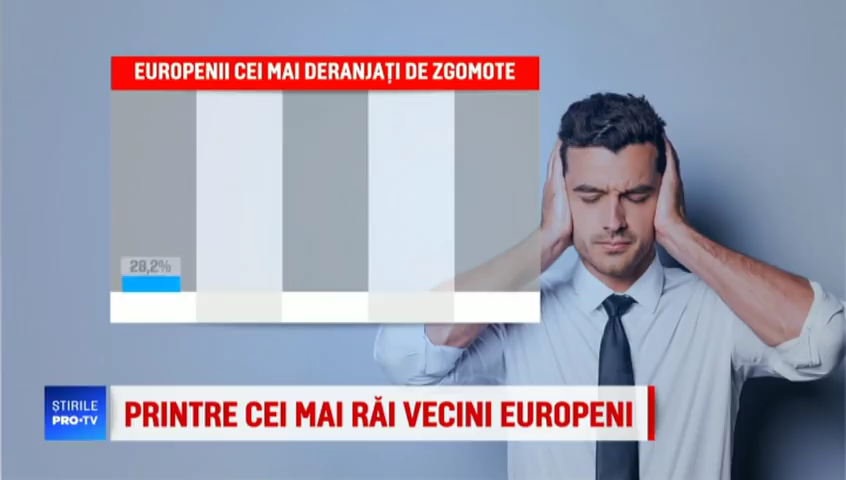 EUROPENII CEI MAI DERANJAȚI DE ZGOMOTE
28,2%
ȘTIRILE
PRO•TV
PRINTRE CEI MAI RĂI VECINI EUROPENI